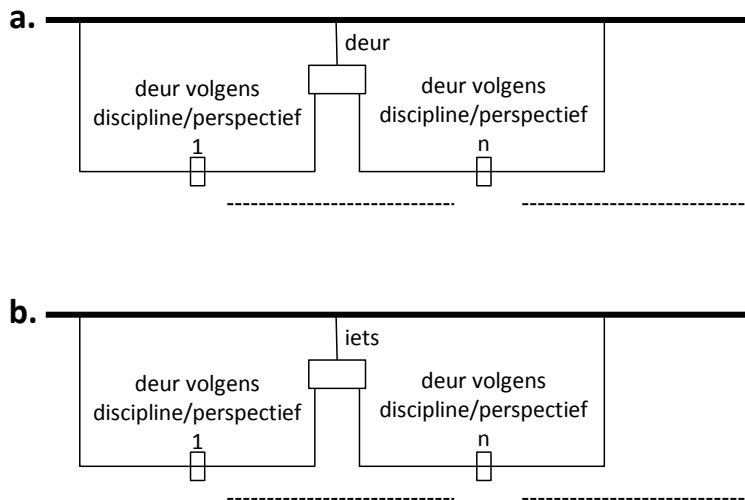 a.
deur
deur volgens
discipline/perspectief
1
deur volgens
discipline/perspectief
n
b.
iets
deur volgens
discipline/perspectief
1
deur volgens
discipline/perspectief
n